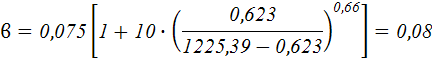 ϐ = 0,075 [1 + 10 · (0,623 / (1225,39 − 0,623))^0,66] = 0,08